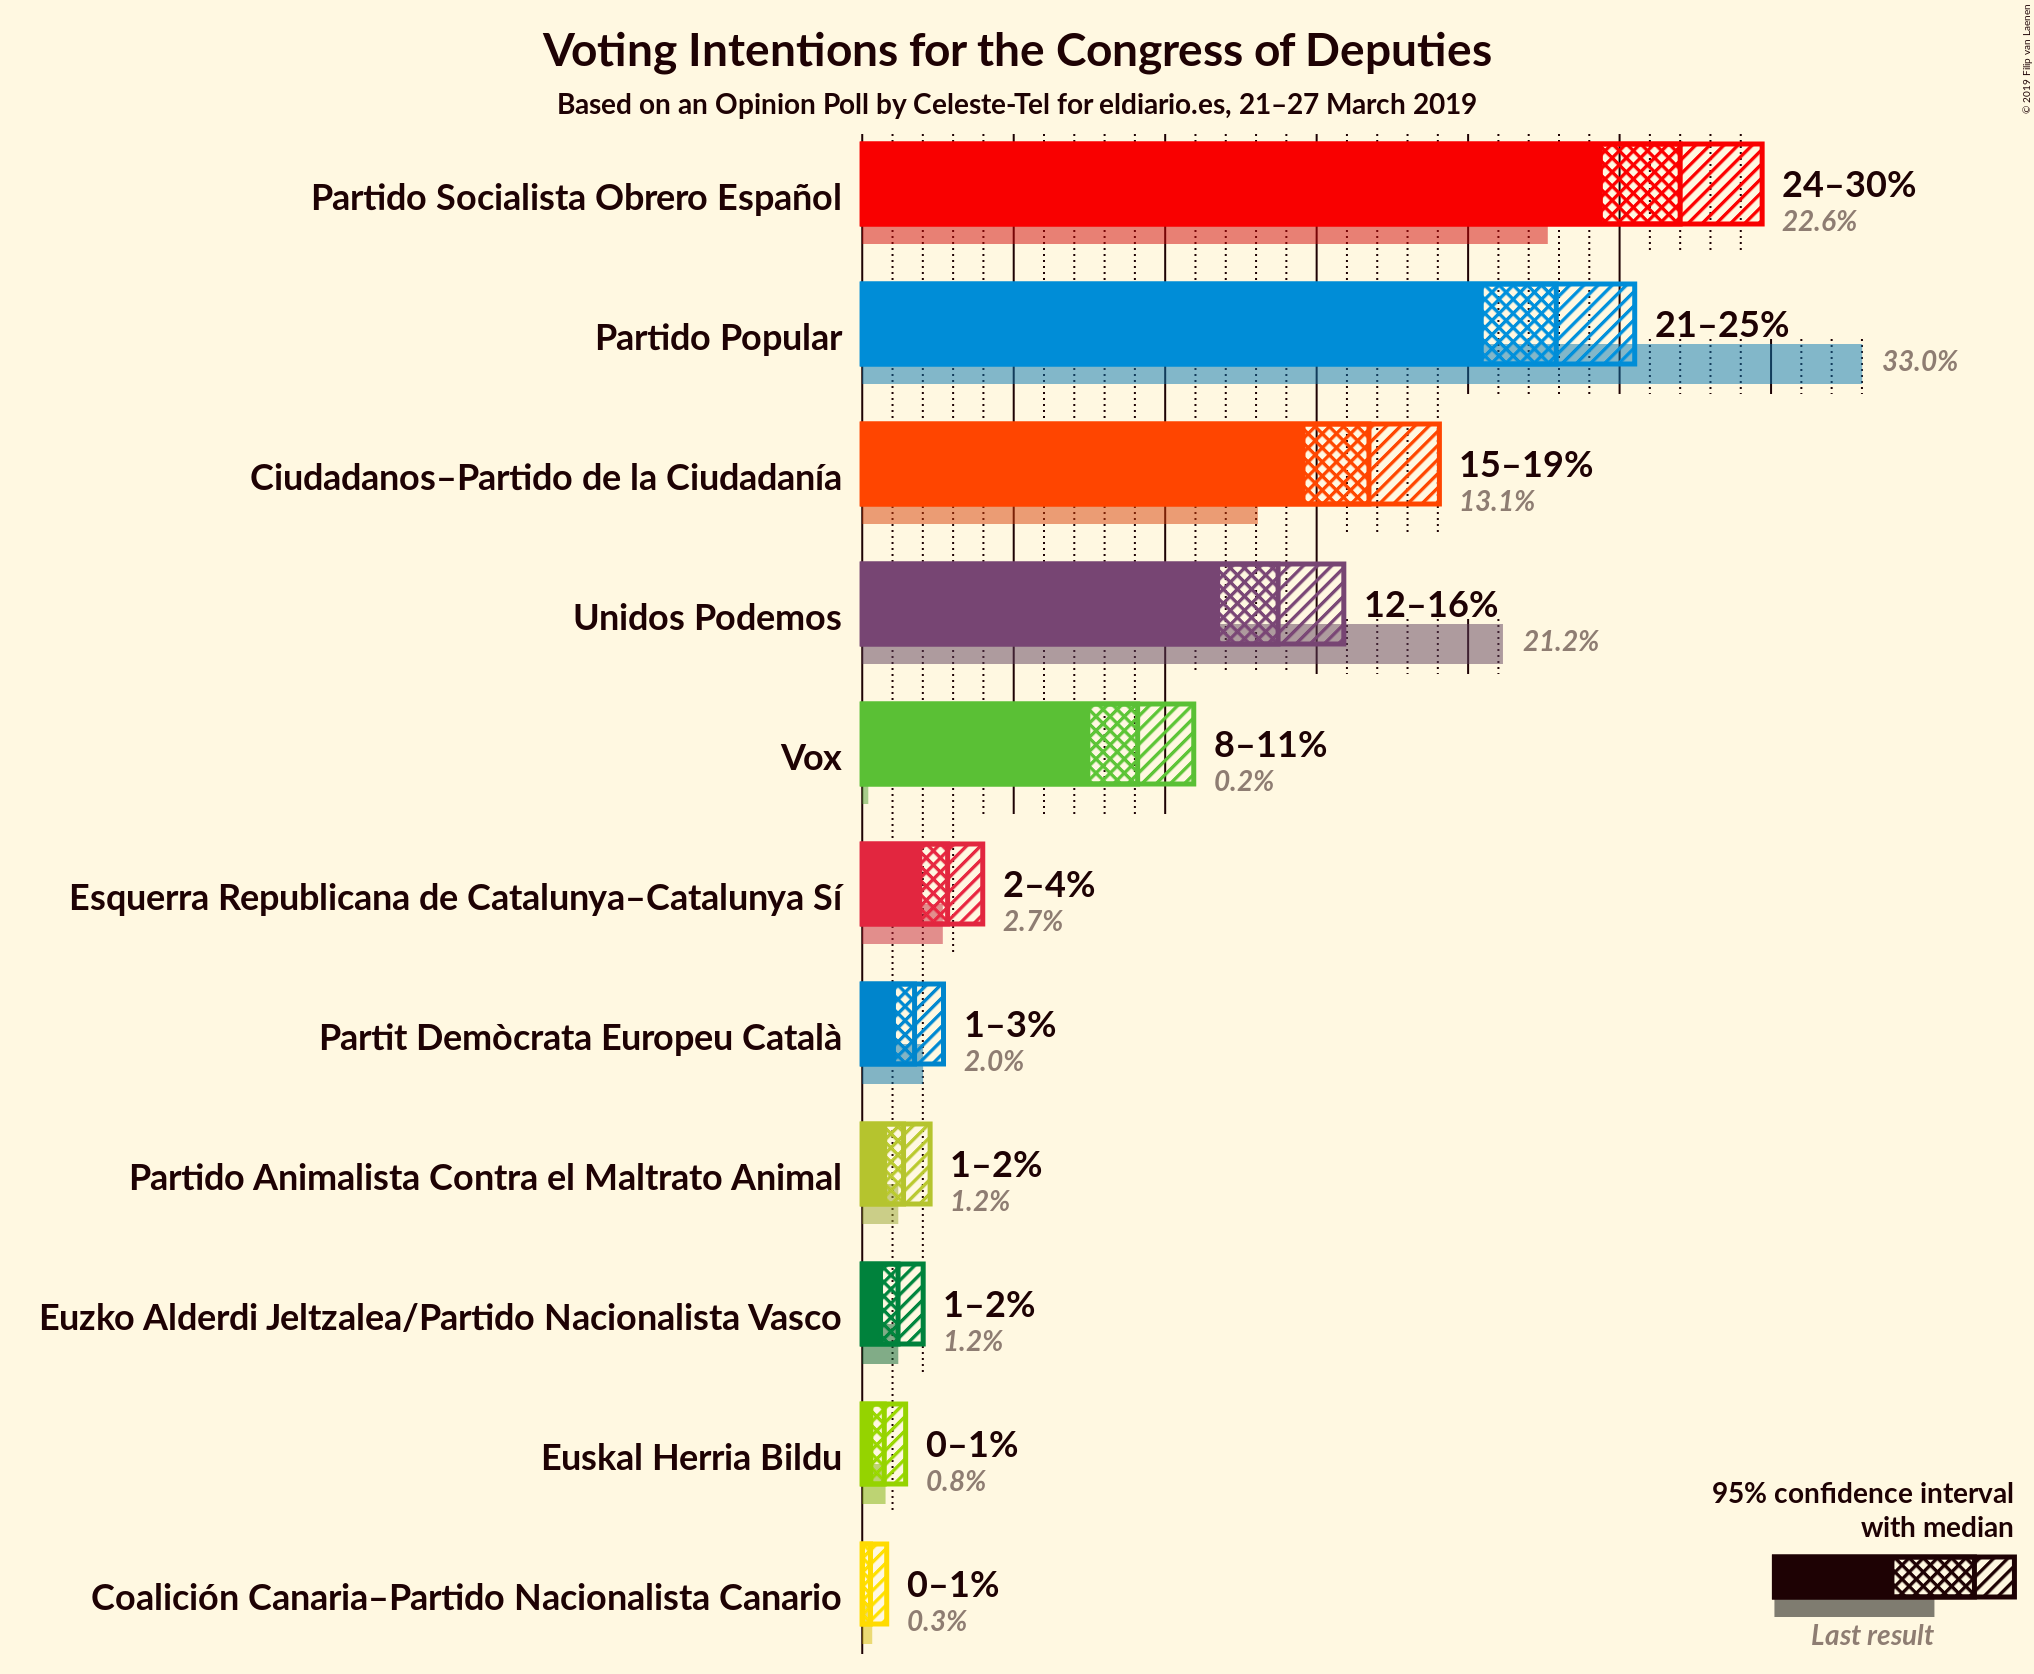 Voting Intentions for the Congress of Deputies
Based on an Opinion Poll by Celeste-Tel for eldiario.es, 21–27 March 2019
© 2019 Filip van Laenen
Partido Socialista Obrero Español
24–30%
22.6%
Partido Popular
21–25%
33.0%
Ciudadanos–Partido de la Ciudadanía
15–19%
13.1%
Unidos Podemos
12–16%
21.2%
Vox
8–11%
0.2%
Esquerra Republicana de Catalunya–Catalunya Sí
2–4%
2.7%
Partit Demòcrata Europeu Català
1–3%
2.0%
Partido Animalista Contra el Maltrato Animal
1–2%
1.2%
Euzko Alderdi Jeltzalea/Partido Nacionalista Vasco
1–2%
1.2%
Euskal Herria Bildu
0–1%
0.8%
Coalición Canaria–Partido Nacionalista Canario
0–1%
0.3%
95% confidence interval
with median
Last result